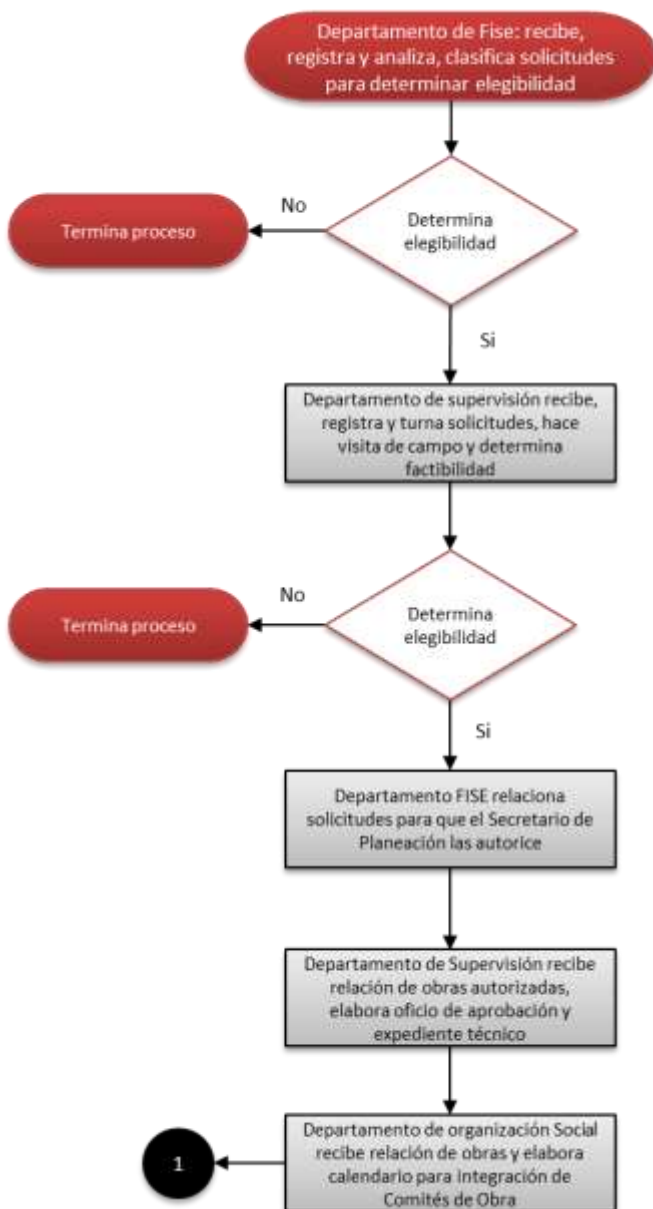 Departamento de Fise: recibe,
registra y analiza, clasifica solicitudes
para determinar elegibilidad
No
Termina proceso
Determina
elegibilidad
Si
Departamento de supervisión recibe,
registra y turna solicitudes, hace
visita de campo y determina
factibilidad
No
Termina proceso
Determina
elegibilidad
Si
Departamento FISE relaciona
solicitudes para que el Secretario de
Planeación las autorice
Departamento de Supervisión recibe
relación de obras autorizadas,
elabora oficio de aprobación y
expediente técnico
Departamento de organización Social
recibe relación de obras y elabora
calendario para Integración de
Comités de Obra
1